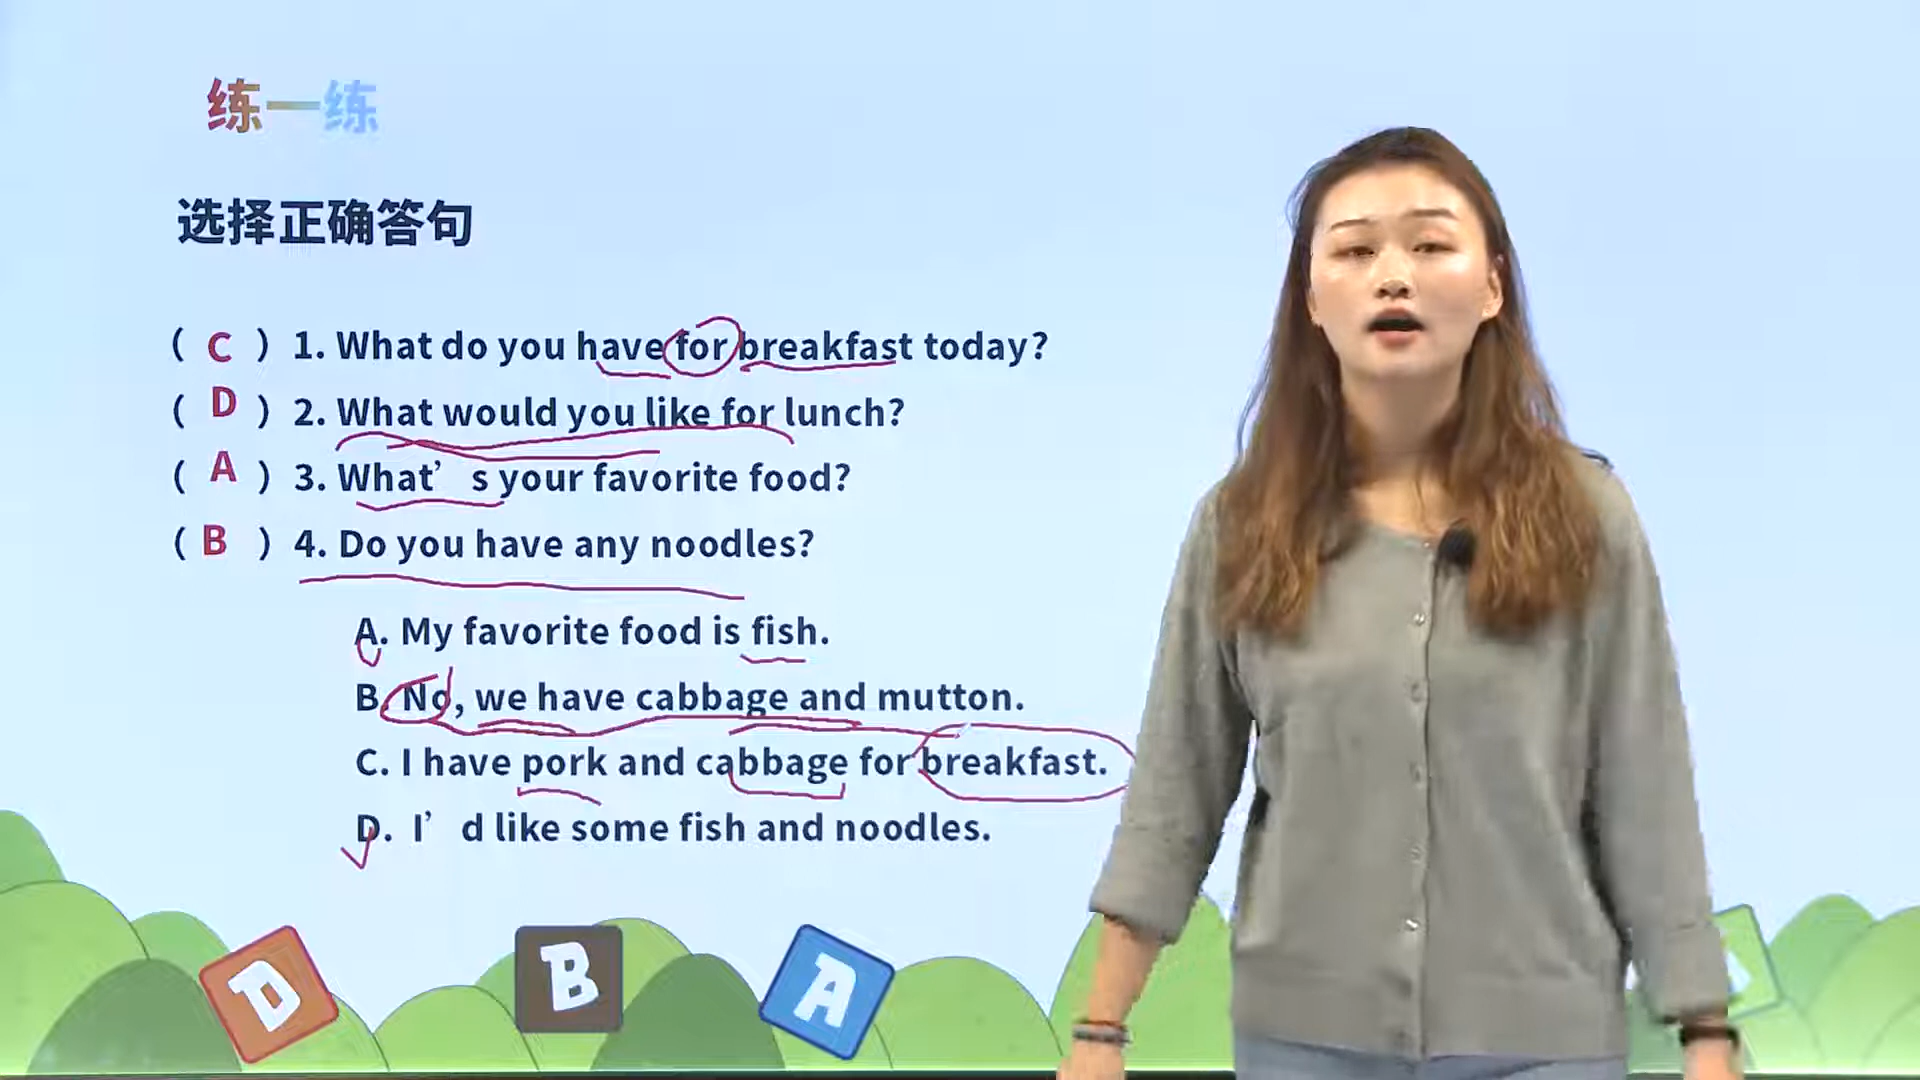 练一练
选择正确答句
( C ) 1. What do you have for breakfast today?
( D ) 2. What would you like for lunch?
( A ) 3. What's your favorite food?
( B ) 4. Do you have any noodles?
A. My favorite food is fish.
B. No, we have cabbage and mutton.
C. I have pork and cabbage for breakfast.
D. I'd like some fish and noodles.
D B A